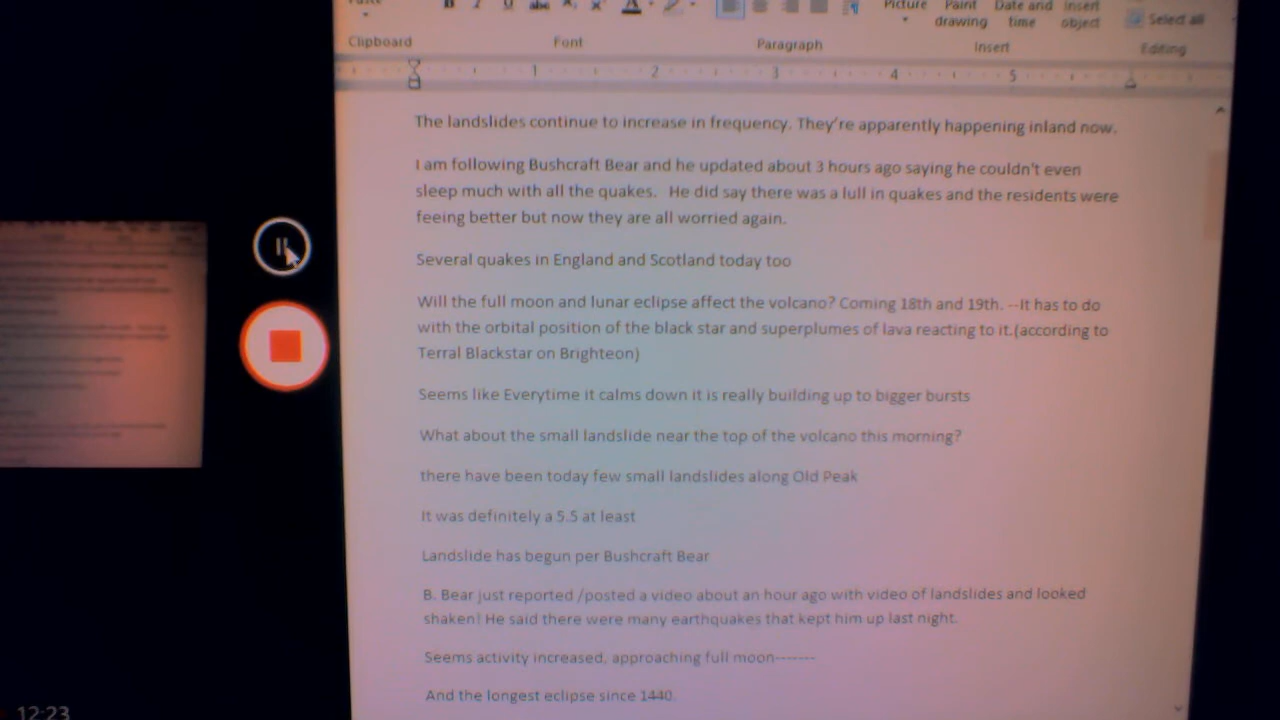 Picture
Paint drawing
Date and time
Insert object
Select all
Clipboard
Font
Paragraph
Insert
Editing
1 2 3 4 5
The landslides continue to increase in frequency. They're apparently happening inland now.
I am following Bushcraft Bear and he updated about 3 hours ago saying he couldn't even
sleep much with all the quakes. He did say there was a lull in quakes and the residents were
feeing better but now they are all worried again.
Several quakes in England and Scotland today too
Will the full moon and lunar eclipse affect the volcano? Coming 18th and 19th. --It has to do
with the orbital position of the black star and superplumes of lava reacting to it.(according to
Terral Blackstar on Brighteon)
Seems like Everytime it calms down it is really building up to bigger bursts
What about the small landslide near the top of the volcano this morning?
there have been today few small landslides along Old Peak
It was definitely a 5.5 at least
Landslide has begun per Bushcraft Bear
B. Bear just reported /posted a video about an hour ago with video of landslides and looked
shaken! He said there were many earthquakes that kept him up last night.
Seems activity increased, approaching full moon-------
And the longest eclipse since 1440.
12:23